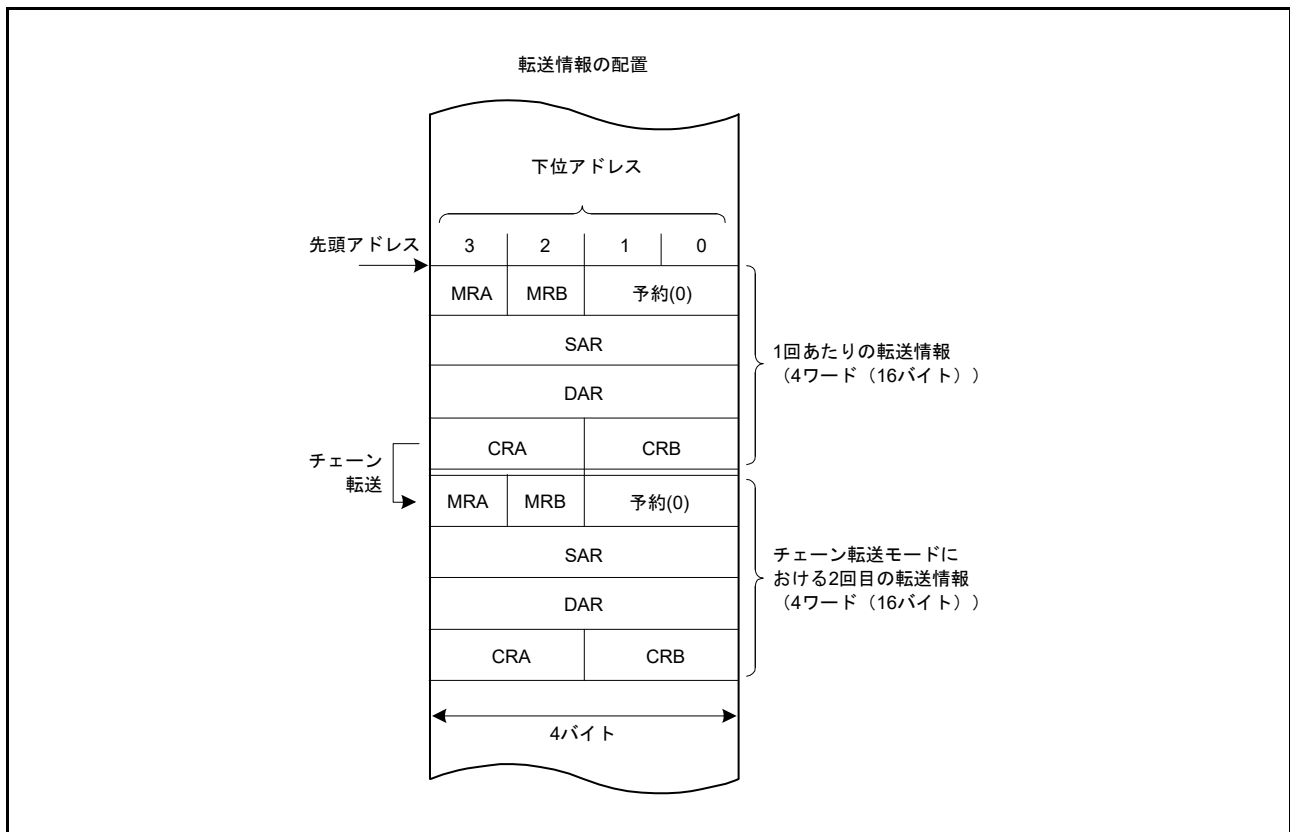 転送情報の配置
下位アドレス
先頭アドレス
3 2 1 0
MRA MRB 予約(0)
SAR
DAR
CRA CRB
1回あたりの転送情報
（4ワード（16バイト））
チェーン
転送
MRA MRB 予約(0)
SAR
DAR
CRA CRB
チェーン転送モードに
おける2回目の転送情報
（4ワード（16バイト））
4バイト